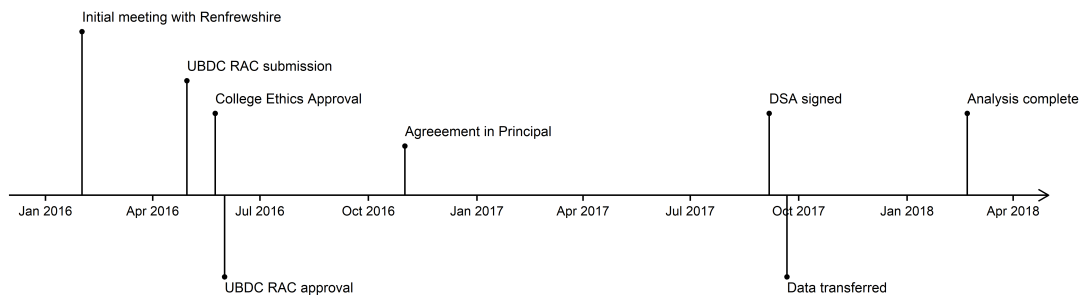 Initial meeting with Renfrewshire
UBDC RAC submission
College Ethics Approval
DSA signed
Analysis complete
Agreeement in Principal
Jan 2016
Apr 2016
Jul 2016
Oct 2016
Jan 2017
Apr 2017
Jul 2017
Oct 2017
Jan 2018
Apr 2018
UBDC RAC approval
Data transferred